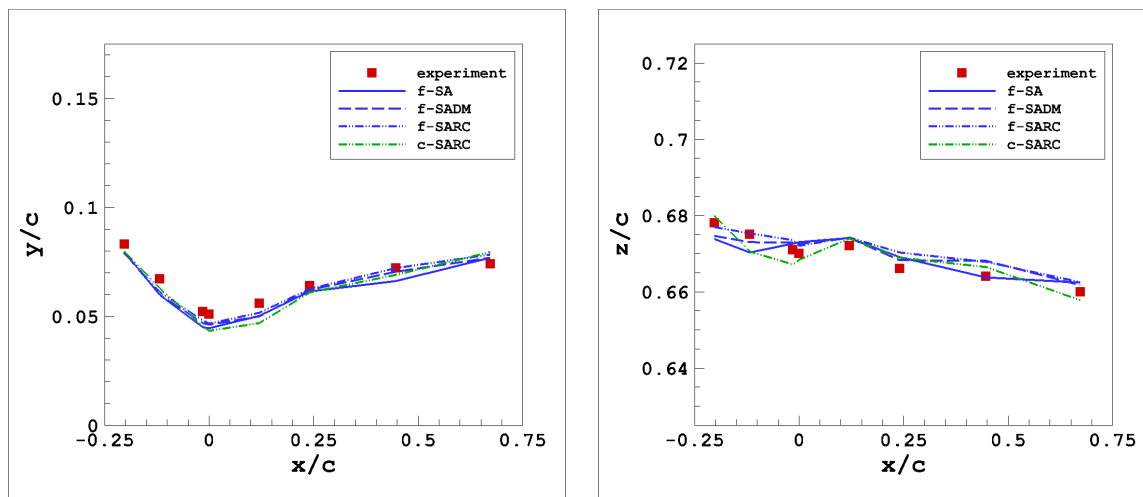 y/c
0.15
0.1
0.05
0
-0.25
0
0.25
0.5
0.75
x/c
experiment
f-SA
f-SADM
f-SARC
c-SARC
z/c
0.72
0.7
0.68
0.66
0.64
-0.25
0
0.25
0.5
0.75
x/c
experiment
f-SA
f-SADM
f-SARC
c-SARC